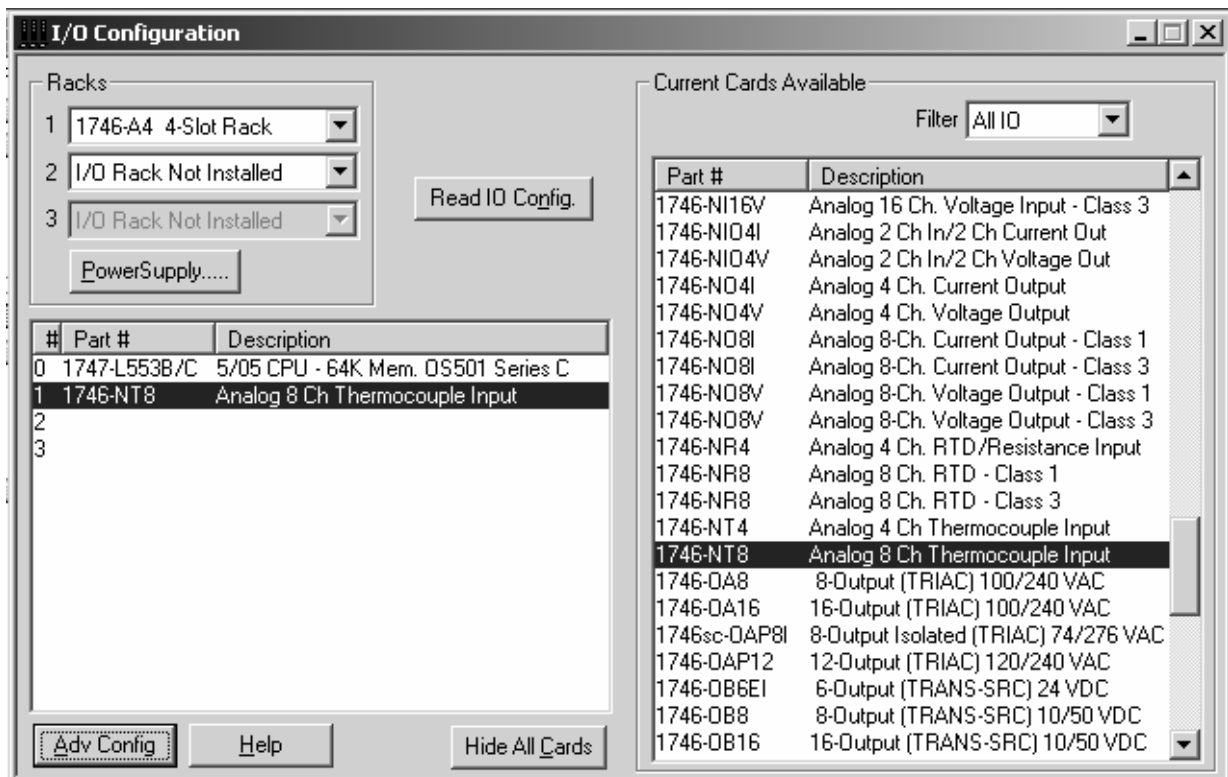 I/O Configuration
Racks
1 1746-A4 4-Slot Rack
2 I/O Rack Not Installed
3 I/O Rack Not Installed
PowerSupply.....
Read IO Config.
# Part # Description
0 1747-L553B/C 5/05 CPU - 64K Mem. OS501 Series C
1 1746-NT8 Analog 8 Ch Thermocouple Input
2
3
Adv Config
Help
Hide All Cards
Current Cards Available
Filter All IO
Part # Description
1746-NI16V Analog 16 Ch. Voltage Input - Class 3
1746-NIO4I Analog 2 Ch In/2 Ch Current Out
1746-NIO4V Analog 2 Ch In/2 Ch Voltage Out
1746-NO4I Analog 4 Ch. Current Output
1746-NO4V Analog 4 Ch. Voltage Output
1746-NO8I Analog 8-Ch. Current Output - Class 1
1746-NO8I Analog 8-Ch. Current Output - Class 3
1746-NO8V Analog 8-Ch. Voltage Output - Class 1
1746-NO8V Analog 8-Ch. Voltage Output - Class 3
1746-NR4 Analog 4 Ch. RTD/Resistance Input
1746-NR8 Analog 8 Ch. RTD - Class 1
1746-NR8 Analog 8 Ch. RTD - Class 3
1746-NT4 Analog 4 Ch Thermocouple Input
1746-NT8 Analog 8 Ch Thermocouple Input
1746-OA8 8-Output (TRIAC) 100/240 VAC
1746-OA16 16-Output (TRIAC) 100/240 VAC
1746sc-OAP8I 8-Output Isolated (TRIAC) 74/276 VAC
1746-OAP12 12-Output (TRIAC) 120/240 VAC
1746-OB6EI 6-Output (TRANS-SRC) 24 VDC
1746-OB8 8-Output (TRANS-SRC) 10/50 VDC
1746-OB16 16-Output (TRANS-SRC) 10/50 VDC